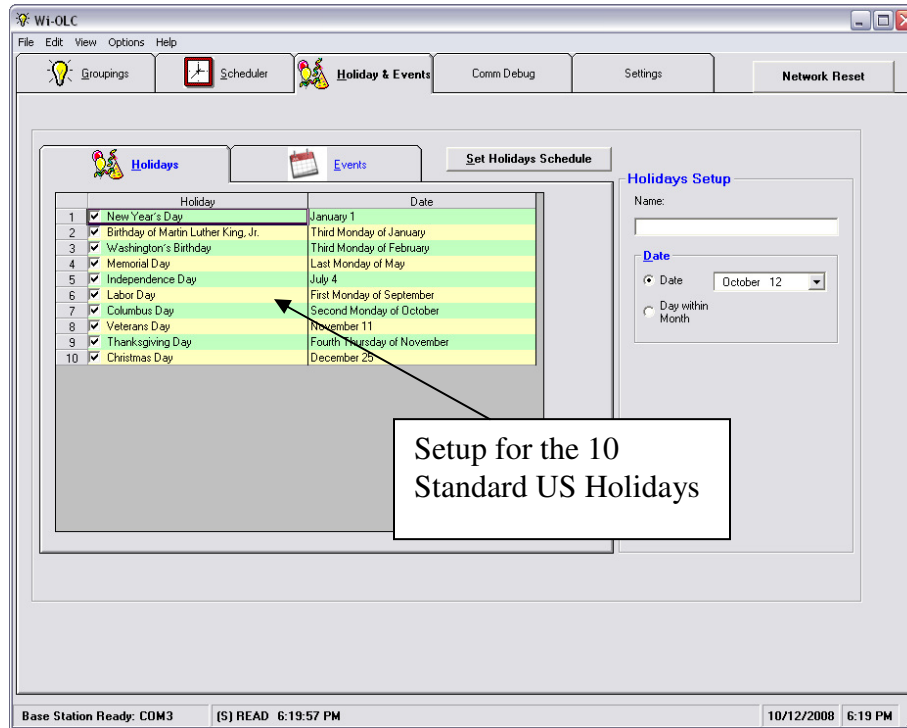 Wi-OLC
File Edit View Options Help
Groupings Scheduler Holiday & Events Comm Debug Settings Network Reset
Holidays Events Set Holidays Schedule
Holiday Date
1 New Year's Day January 1
2 Birthday of Martin Luther King, Jr. Third Monday of January
3 Washington's Birthday Third Monday of February
4 Memorial Day Last Monday of May
5 Independence Day July 4
6 Labor Day First Monday of September
7 Columbus Day Second Monday of October
8 Veterans Day November 11
9 Thanksgiving Day Fourth Thursday of November
10 Christmas Day December 25
Holidays Setup
Name:
Date
Date October 12
Day within
Month
Setup for the 10
Standard US Holidays
Base Station Ready: COM3 (S) READ 6:19:57 PM 10/12/2008 6:19 PM